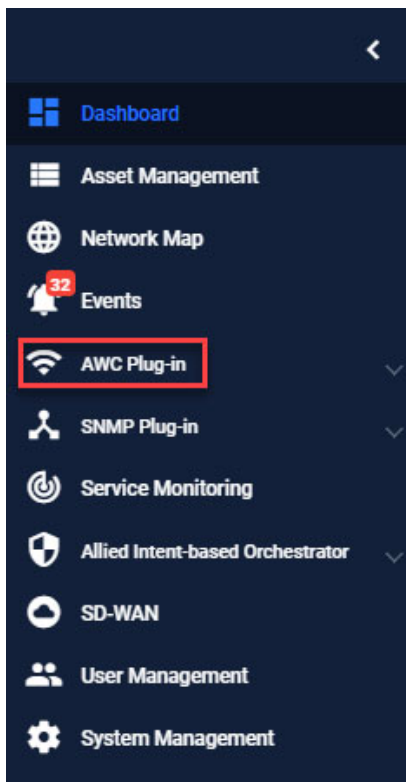 Dashboard
Asset Management
Network Map
32
Events
AWC Plug-in
SNMP Plug-in
Service Monitoring
Allied Intent-based Orchestrator
SD-WAN
User Management
System Management